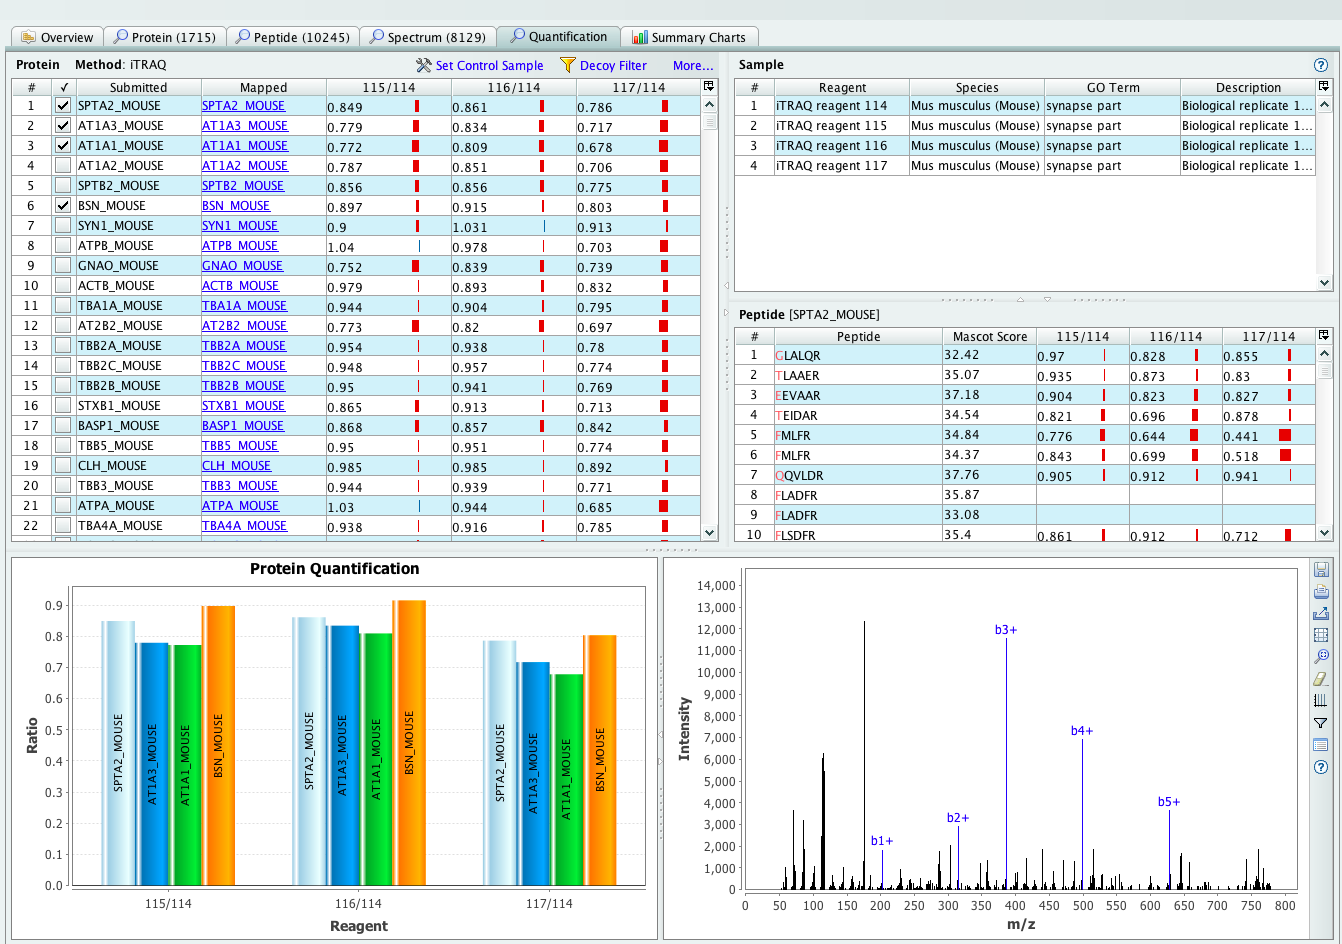 Overview Protein (1715) Peptide (10245) Spectrum (8129) Quantification Summary Charts
Protein Method: iTRAQ Set Control Sample Decoy Filter More...
# ✓ Submitted Mapped 115/114 116/114 117/114
1 SPTA2_MOUSE SPTA2_MOUSE 0.849 0.861 0.786
2 AT1A3_MOUSE AT1A3_MOUSE 0.779 0.834 0.717
3 AT1A1_MOUSE AT1A1_MOUSE 0.772 0.809 0.678
4 AT1A2_MOUSE AT1A2_MOUSE 0.787 0.851 0.706
5 SPTB2_MOUSE SPTB2_MOUSE 0.856 0.856 0.775
6 BSN_MOUSE BSN_MOUSE 0.897 0.915 0.803
7 SYN1_MOUSE SYN1_MOUSE 0.9 1.031 0.913
8 ATPB_MOUSE ATPB_MOUSE 1.04 0.978 0.703
9 GNAO_MOUSE GNAO_MOUSE 0.752 0.839 0.739
10 ACTB_MOUSE ACTB_MOUSE 0.979 0.893 0.832
11 TBA1A_MOUSE TBA1A_MOUSE 0.944 0.904 0.795
12 AT2B2_MOUSE AT2B2_MOUSE 0.773 0.82 0.697
13 TBB2A_MOUSE TBB2A_MOUSE 0.954 0.938 0.78
14 TBB2C_MOUSE TBB2C_MOUSE 0.948 0.957 0.774
15 TBB2B_MOUSE TBB2B_MOUSE 0.95 0.941 0.769
16 STXB1_MOUSE STXB1_MOUSE 0.865 0.913 0.713
17 BASP1_MOUSE BASP1_MOUSE 0.868 0.857 0.842
18 TBB5_MOUSE TBB5_MOUSE 0.95 0.951 0.774
19 CLH_MOUSE CLH_MOUSE 0.985 0.985 0.892
20 TBB3_MOUSE TBB3_MOUSE 0.944 0.939 0.771
21 ATPA_MOUSE ATPA_MOUSE 1.03 0.944 0.685
22 TBA4A_MOUSE TBA4A_MOUSE 0.938 0.916 0.785
Sample
# Reagent Species GO Term Description
1 iTRAQ reagent 114 Mus musculus (Mouse) synapse part Biological replicate 1...
2 iTRAQ reagent 115 Mus musculus (Mouse) synapse part Biological replicate 1...
3 iTRAQ reagent 116 Mus musculus (Mouse) synapse part Biological replicate 1...
4 iTRAQ reagent 117 Mus musculus (Mouse) synapse part Biological replicate 1...
Peptide [SPTA2_MOUSE]
# Peptide Mascot Score 115/114 116/114 117/114
1 GLALQR 32.42 0.97 0.828 0.855
2 TLAAER 35.07 0.935 0.873 0.83
3 EEVAAR 37.18 0.904 0.823 0.827
4 TEIDAR 34.54 0.821 0.696 0.878
5 FMLFR 34.84 0.776 0.644 0.441
6 FMLFR 34.37 0.843 0.699 0.518
7 QQVLDR 37.76 0.905 0.912 0.941
8 FLADFR 35.87
9 FLADFR 33.08
10 FLSDFR 35.4 0.861 0.912 0.712
Protein Quantification
Ratio
0.9
0.8
0.7
0.6
0.5
0.4
0.3
0.2
0.1
0.0
SPTA2_MOUSE AT1A3_MOUSE AT1A1_MOUSE BSN_MOUSE
SPTA2_MOUSE AT1A3_MOUSE AT1A1_MOUSE BSN_MOUSE
SPTA2_MOUSE AT1A3_MOUSE AT1A1_MOUSE BSN_MOUSE
115/114 116/114 117/114
Reagent
Intensity
14,000
13,000
12,000
11,000
10,000
9,000
8,000
7,000
6,000
5,000
4,000
3,000
2,000
1,000
0
b1+ b2+ b3+ b4+ b5+
0 50 100 150 200 250 300 350 400 450 500 550 600 650 700 750 800
m/z